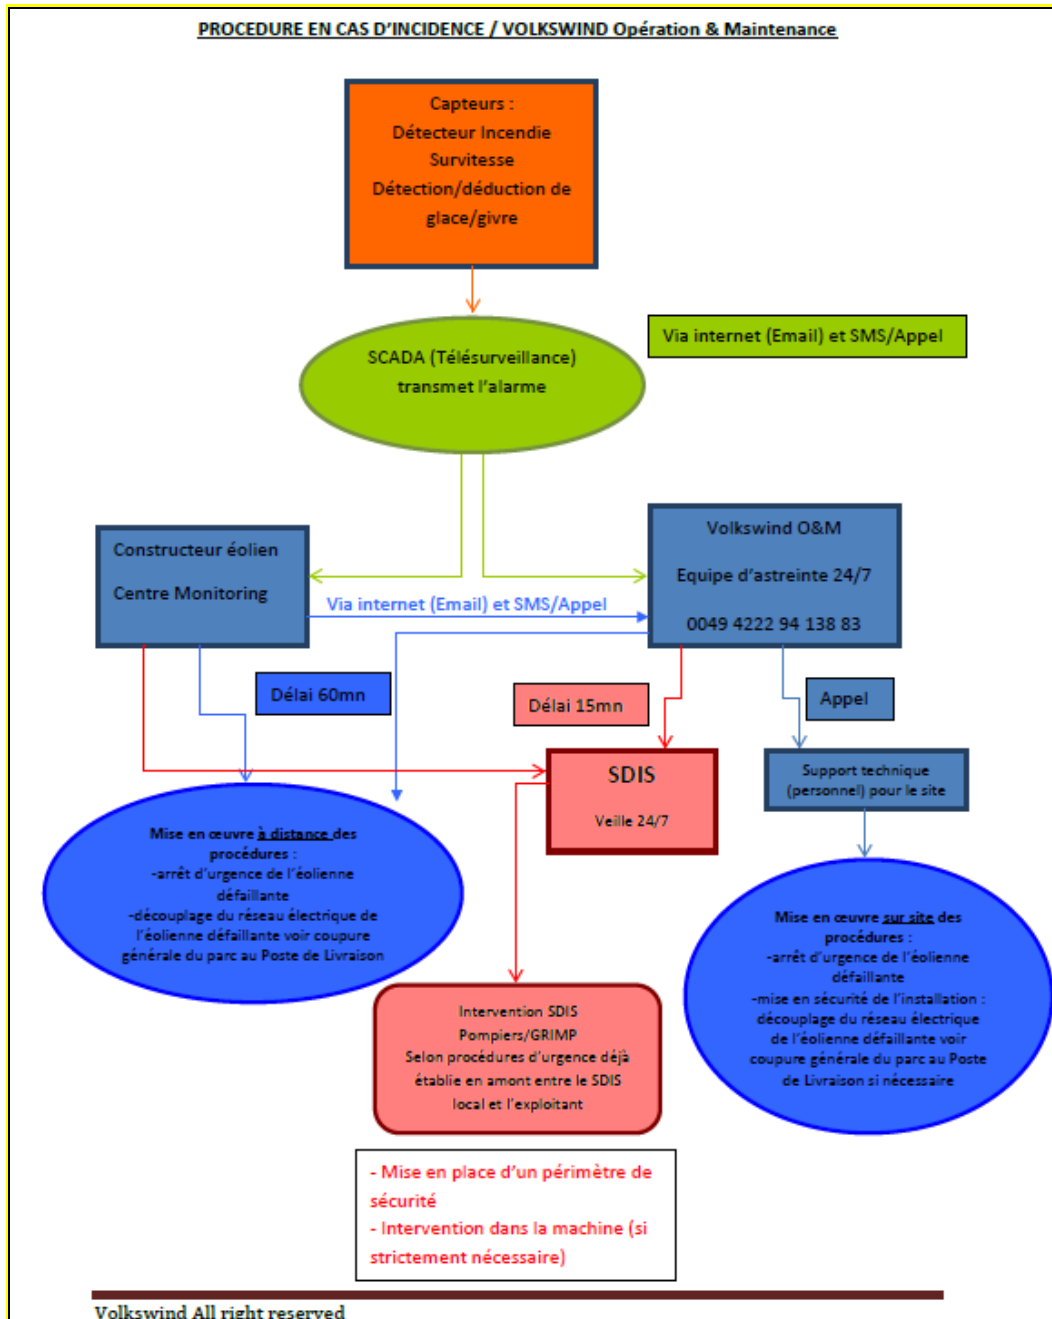 PROCEDURE EN CAS D'INCIDENCE / VOLKSWIND Opération & Maintenance
Capteurs :
Détecteur Incendie
Survitesse
Détection/déduction de
glace/givre
Via internet (Email) et SMS/Appel
SCADA (Télésurveillance)
transmet l'alarme
Constructeur éolien
Centre Monitoring
Volkswind O&M
Equipe d'astreinte 24/7
0049 4222 94 138 83
Via internet (Email) et SMS/Appel
Délai 60mn
Délai 15mn
Appel
SDIS
Veille 24/7
Support technique
(personnel) pour le site
Mise en œuvre à distance des
procédures :
-arrêt d'urgence de l'éolienne
défaillante
-découplage du réseau électrique de
l'éolienne défaillante voir coupure
générale du parc au Poste de Livraison
Mise en œuvre sur site des
procédures :
-arrêt d'urgence de l'éolienne
défaillante
-mise en sécurité de l'installation :
découplage du réseau électrique
de l'éolienne défaillante voir
coupure générale du parc au Poste
de Livraison si nécessaire
Intervention SDIS
Pompiers/GRIMP
Selon procédures d'urgence déjà
établie en amont entre le SDIS
local et l'exploitant
- Mise en place d'un périmètre de
sécurité
- Intervention dans la machine (si
strictement nécessaire)
Volkswind All right reserved